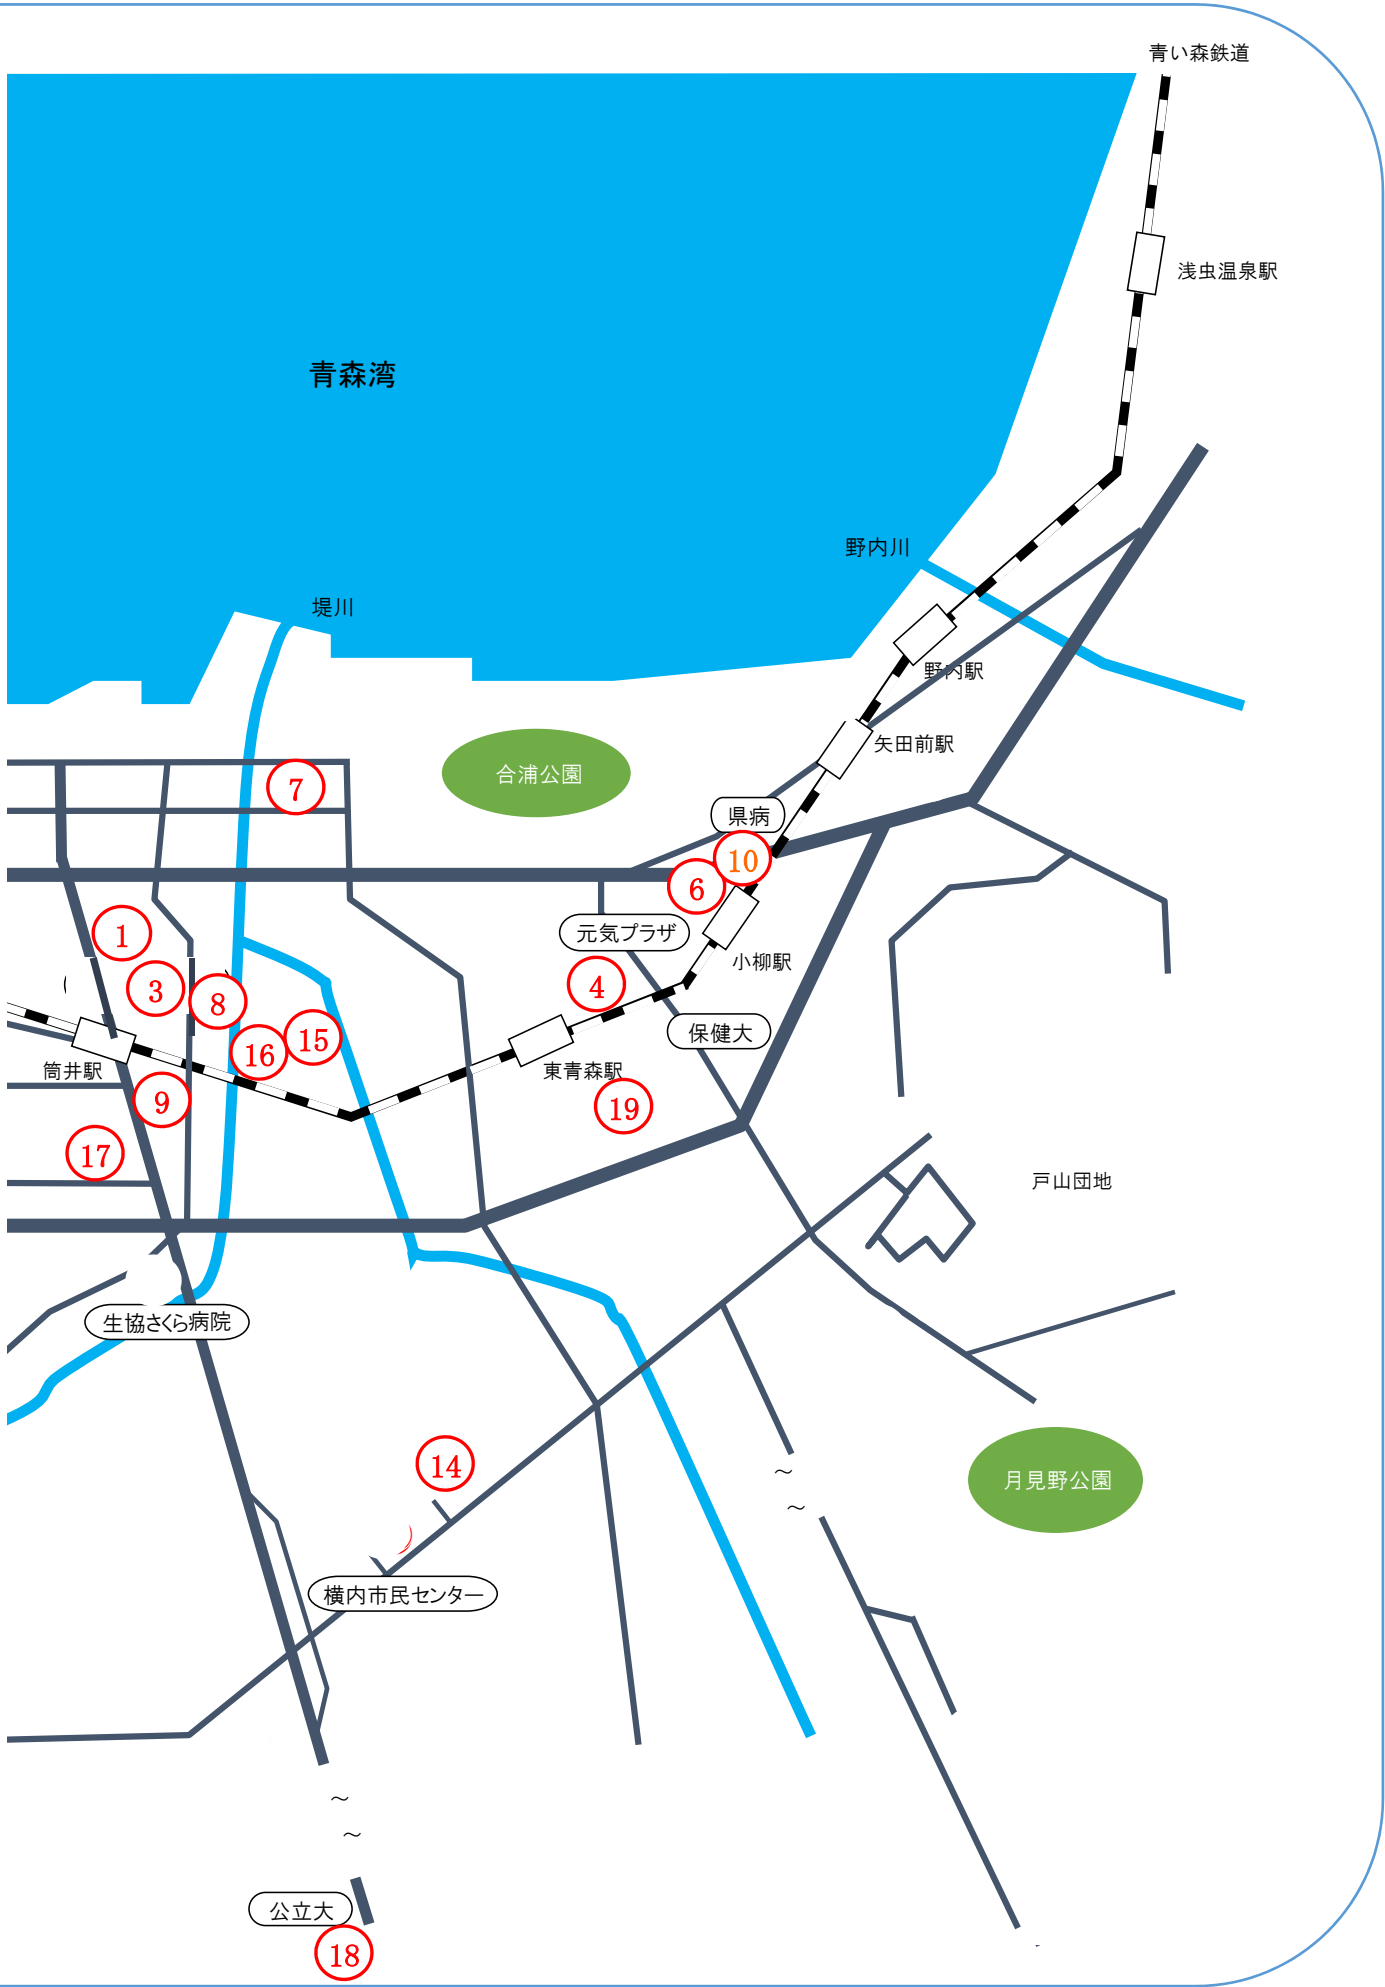 青い森鉄道
浅虫温泉駅
青森湾
野内川
堤川
野内駅
矢田前駅
合浦公園
7
県病
10
6
1
元気プラザ
小柳駅
3
8
4
16
15
保健大
筒井駅
東青森駅
9
19
17
戸山団地
生協さくら病院
14
月見野公園
～
～
横内市民センター
～
～
公立大
18